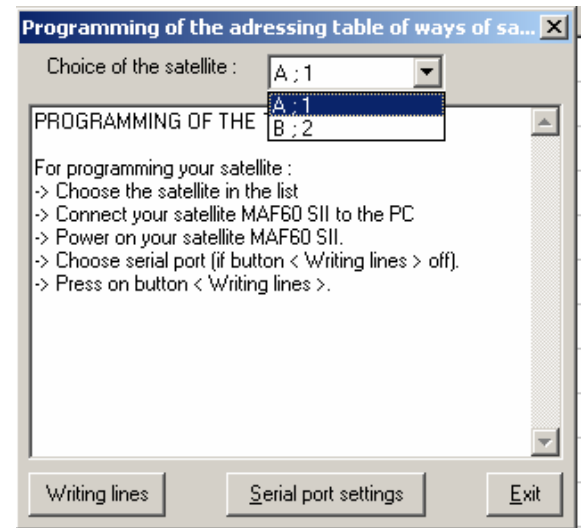 Programming of the adressing table of ways of sa...
Choice of the satellite :
A ; 1
A ; 1
B ; 2
PROGRAMMING OF THE
For programming your satellite :
-> Choose the satellite in the list
-> Connect your satellite MAF60 SII to the PC
-> Power on your satellite MAF60 SII.
-> Choose serial port (if button < Writing lines > off).
-> Press on button < Writing lines >.
Writing lines
Serial port settings
Exit